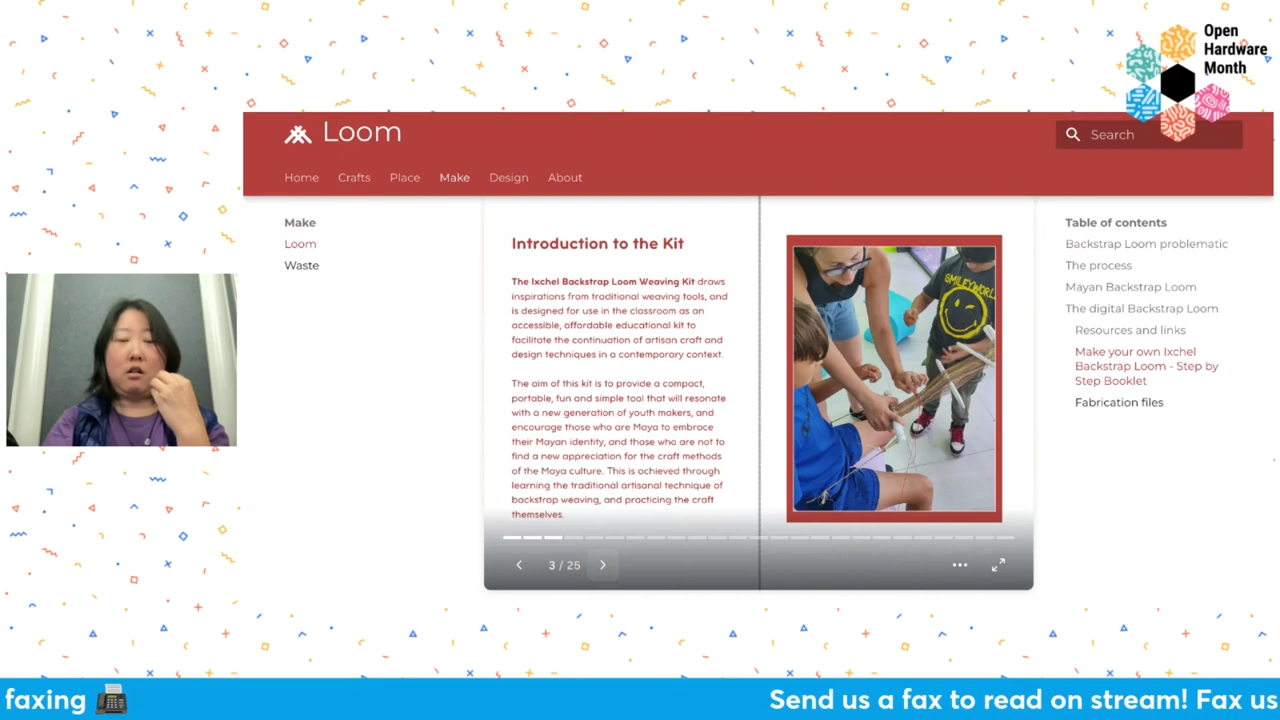 Open
Hardware
Month
Loom
Search
Home Crafts Place Make Design About
Make
Loom
Waste
Introduction to the Kit
The Ixchel Backstrap Loom Weaving Kit draws
inspirations from traditional weaving tools, and
is designed for use in the classroom as an
accessible, affordable educational kit to
facilitate the continuation of artisan craft and
design techniques in a contemporary context.
The aim of this kit is to provide a compact,
portable, fun and simple tool that will resonate
with a new generation of youth makers, and
encourage those who are Maya to embrace
their Mayan identity, and those who are not to
find a new appreciation for the craft methods
of the Maya culture. This is achieved through
learning the traditional artisanal technique of
backstrap weaving, and practicing the craft
themselves.
SMILEYWORLD
3 / 25
Table of contents
Backstrap Loom problematic
The process
Mayan Backstrap Loom
The digital Backstrap Loom
Resources and links
Make your own Ixchel
Backstrap Loom - Step by
Step Booklet
Fabrication files
faxing
Send us a fax to read on stream! Fax us